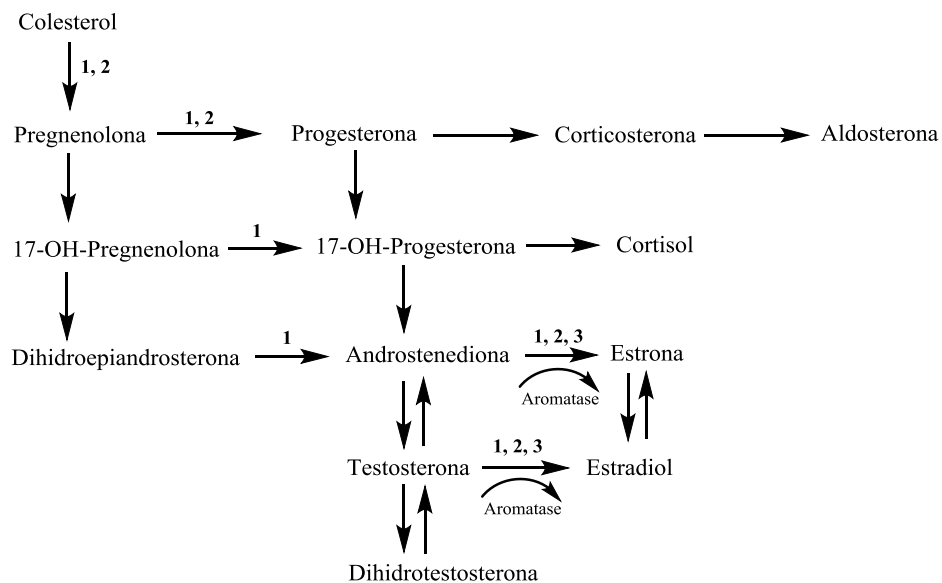 Colesterol
1, 2
Pregnenolona
1, 2
Progesterona
Corticosterona
Aldosterona
17-OH-Pregnenolona
1
17-OH-Progesterona
Cortisol
Dihidroepiandrosterona
1
Androstenediona
1, 2, 3
Aromatase
Estrona
Testosterona
1, 2, 3
Aromatase
Estradiol
Dihidrotestosterona